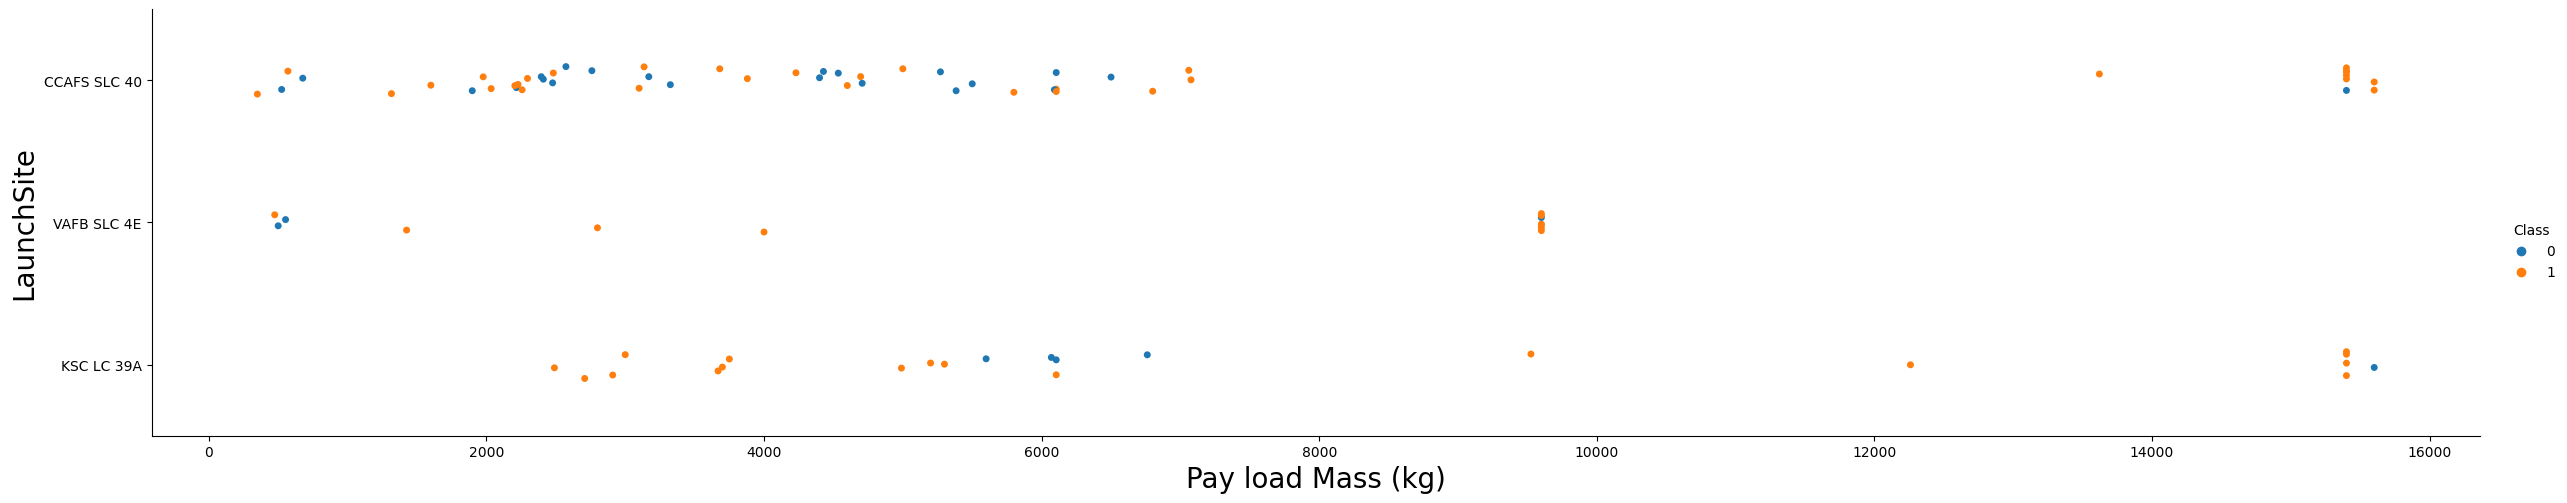 LaunchSite
CCAFS SLC 40
VAFB SLC 4E
KSC LC 39A
0 2000 4000 6000 8000 10000 12000 14000 16000
Pay load Mass (kg)
Class
0
1